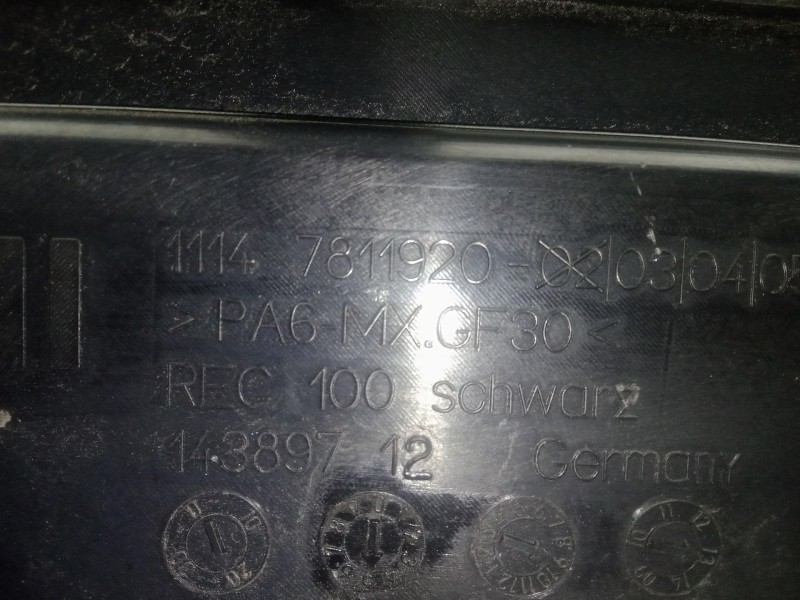 1114 7811920-02/03/04/05
>PA6-MX.GF30<
REC 100 schwarz
143897 12 Germany